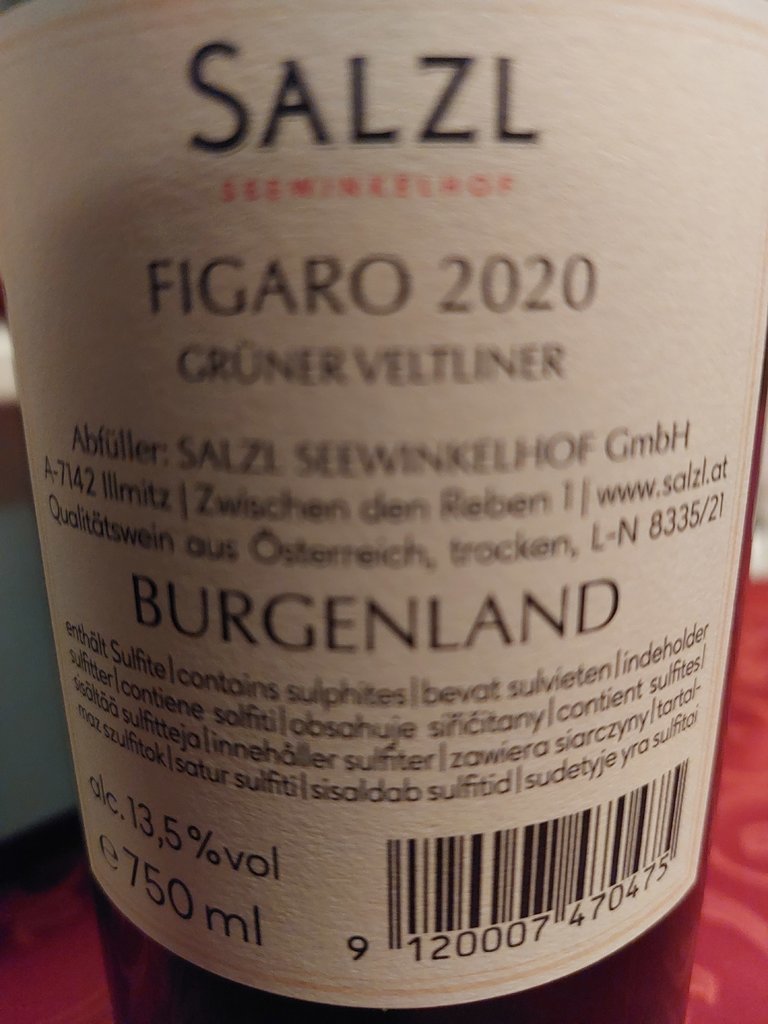 SALZL
SEEWINKELHOF
FIGARO 2020
GRÜNER VELTLINER
Abfüller: SALZL SEEWINKELHOF GmbH
A-7142 Illmitz | Zwischen den Reben 1 | www.salzl.at
Qualitätswein aus Österreich, trocken, L-N 8335/21
BURGENLAND
enthält Sulfite|contains sulphites|bevat sulvieten|indeholder
sulfitter|contiene solfiti|obsahuje siřičitany|contient sulfites|
sisältää sulfitteja|innehåller sulfiter|zawiera siarczyny|tartal-
maz szulfitok|satur sulfīti|sisaldab sulfitid|sudetyje yra sulfitai
alc. 13,5 %vol
℮ 750 ml
9 120007 470475